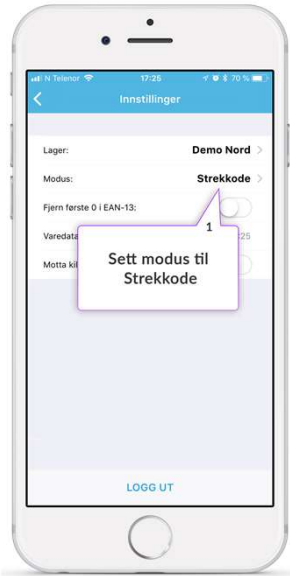 N Telenor 17:25 70 %
Innstillinger
Lager: Demo Nord
Modus: Strekkode
Fjern første 0 i EAN-13:
1
Varedata 25
Sett modus til
Strekkode
Motta kil
LOGG UT